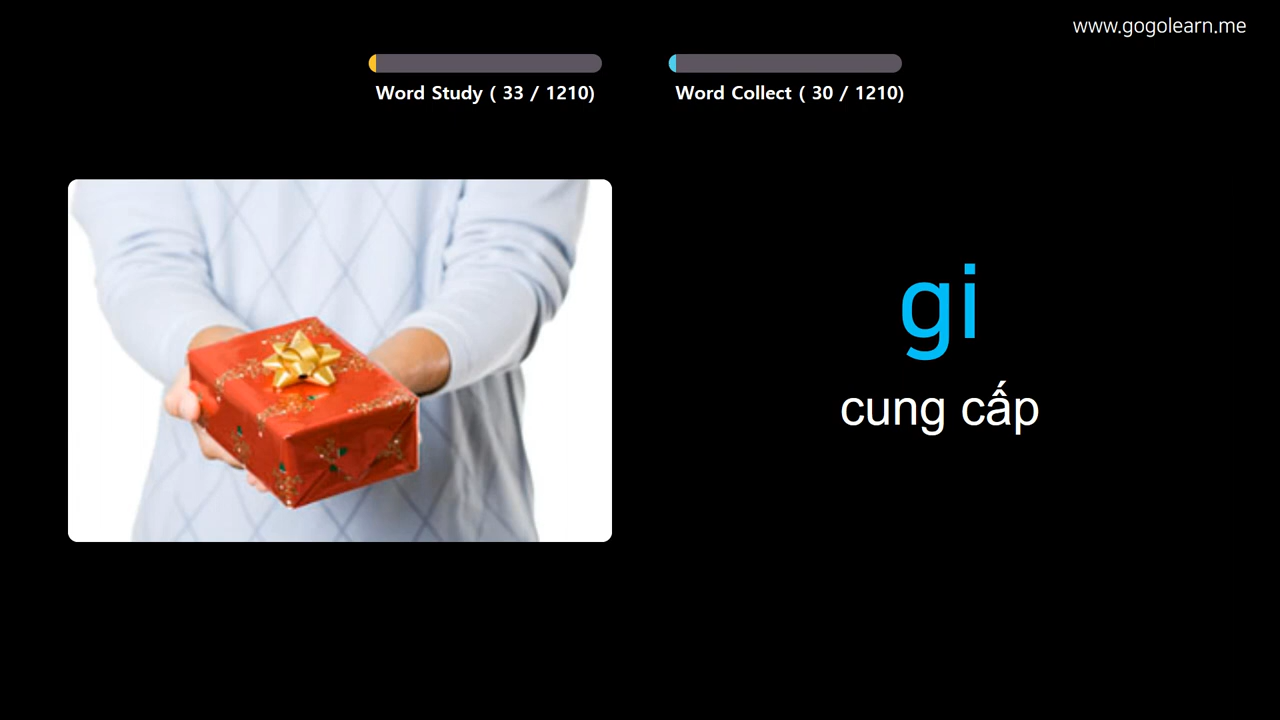 www.gogolearn.me
Word Study ( 33 / 1210)
Word Collect ( 30 / 1210)
gi
cung cấp